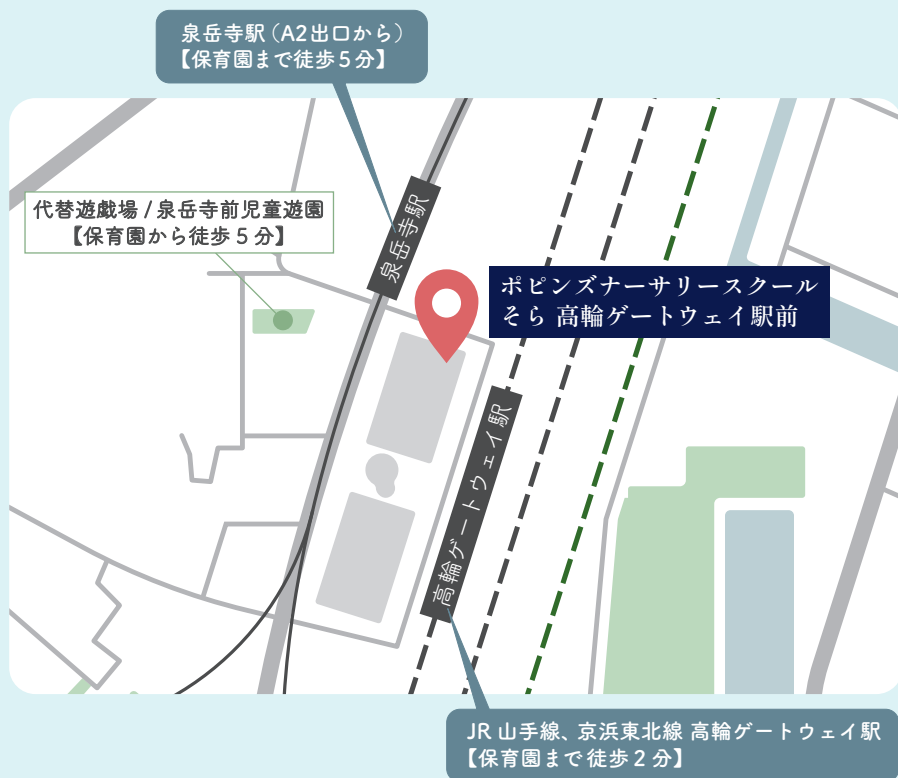 泉岳寺駅（A2出口から）
【保育園まで徒歩5分】
代替遊戯場 / 泉岳寺前児童遊園
【保育園から徒歩 5 分】
泉岳寺駅
ポピンズナーサリースクール
そら 高輪ゲートウェイ駅前
高輪ゲートウェイ駅
JR 山手線、京浜東北線 高輪ゲートウェイ駅
【保育園まで徒歩 2 分】